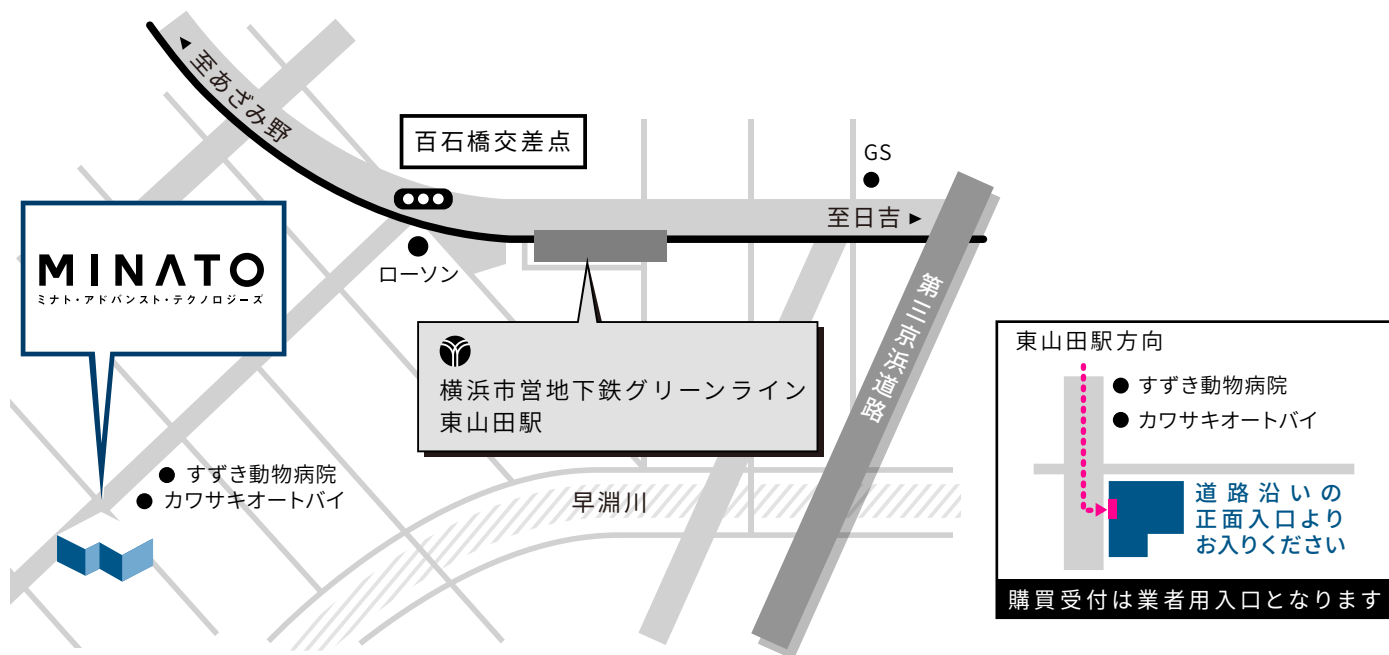 至あざみ野
百石橋交差点
GS
至日吉
MINATO
ミナト・アドバンスト・テクノロジーズ
ローソン
第三京浜道路
横浜市営地下鉄グリーンライン
東山田駅
すずき動物病院
カワサキオートバイ
早淵川
東山田駅方向
すずき動物病院
カワサキオートバイ
道路沿いの
正面入口より
お入りください
購買受付は業者用入口となります